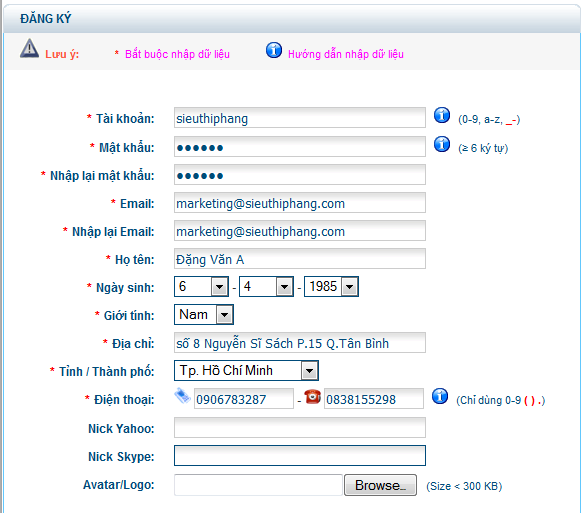 ĐĂNG KÝ
Lưu ý: * Bắt buộc nhập dữ liệu Hướng dẫn nhập dữ liệu
* Tài khoản: sieuthiphang (0-9, a-z, _-)
* Mật khẩu: ●●●●●● (≥ 6 ký tự)
* Nhập lại mật khẩu: ●●●●●●
* Email: marketing@sieuthiphang.com
* Nhập lại Email: marketing@sieuthiphang.com
* Họ tên: Đặng Văn A
* Ngày sinh: 6 - 4 - 1985
* Giới tính: Nam
* Địa chỉ: số 8 Nguyễn Sĩ Sách P.15 Q.Tân Bình
* Tỉnh / Thành phố: Tp. Hồ Chí Minh
* Điện thoại: 0906783287 - 0838155298 (Chỉ dùng 0-9 ( ) .)
Nick Yahoo:
Nick Skype:
Avatar/Logo: Browse... (Size < 300 KB)